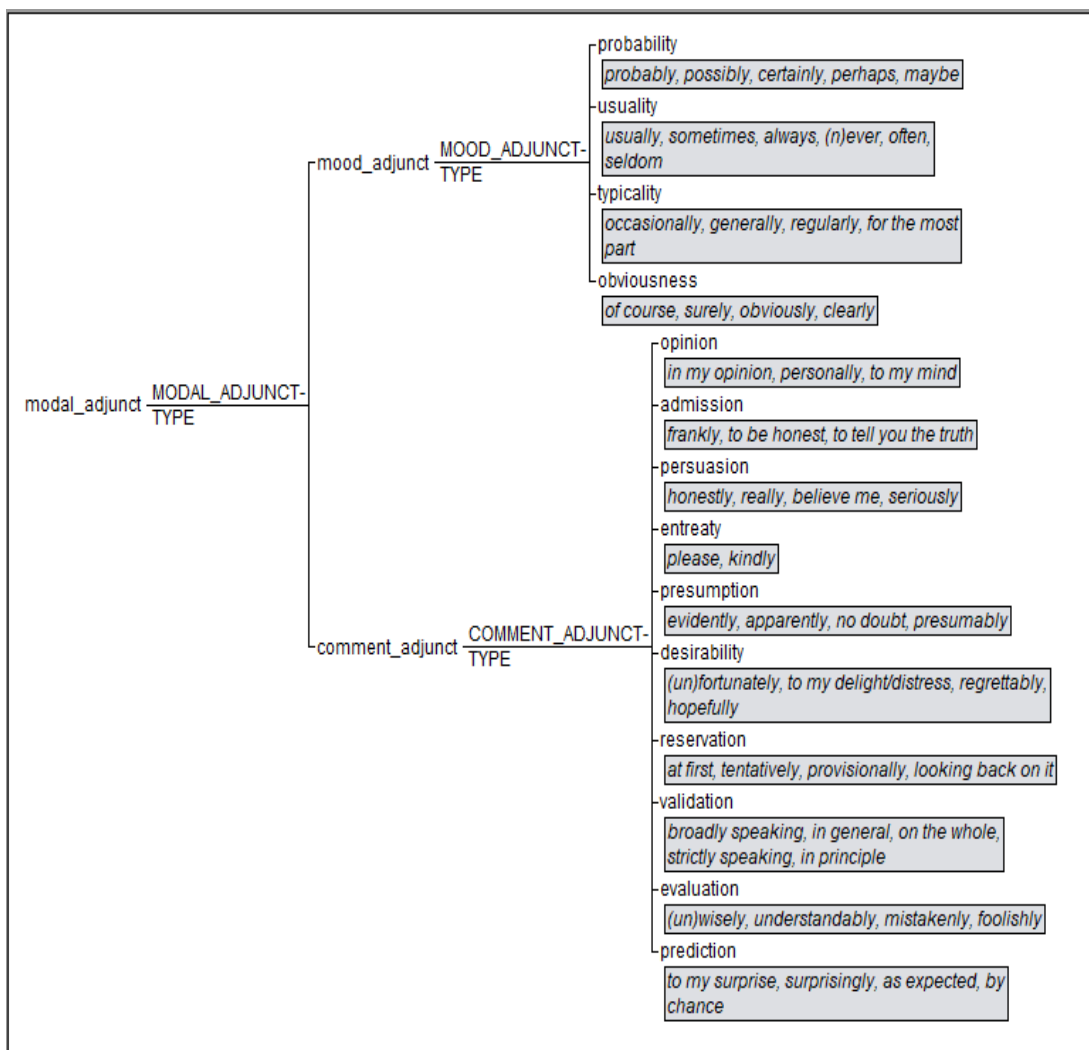 probability
probably, possibly, certainly, perhaps, maybe
usuality
usually, sometimes, always, (n)ever, often,
seldom
mood_adjunct MOOD_ADJUNCT-
TYPE
typicality
occasionally, generally, regularly, for the most
part
obviousness
of course, surely, obviously, clearly
modal_adjunct MODAL_ADJUNCT-
TYPE
opinion
in my opinion, personally, to my mind
admission
frankly, to be honest, to tell you the truth
persuasion
honestly, really, believe me, seriously
entreaty
please, kindly
presumption
evidently, apparently, no doubt, presumably
comment_adjunct COMMENT_ADJUNCT-
TYPE
desirability
(un)fortunately, to my delight/distress, regrettably,
hopefully
reservation
at first, tentatively, provisionally, looking back on it
validation
broadly speaking, in general, on the whole,
strictly speaking, in principle
evaluation
(un)wisely, understandably, mistakenly, foolishly
prediction
to my surprise, surprisingly, as expected, by
chance